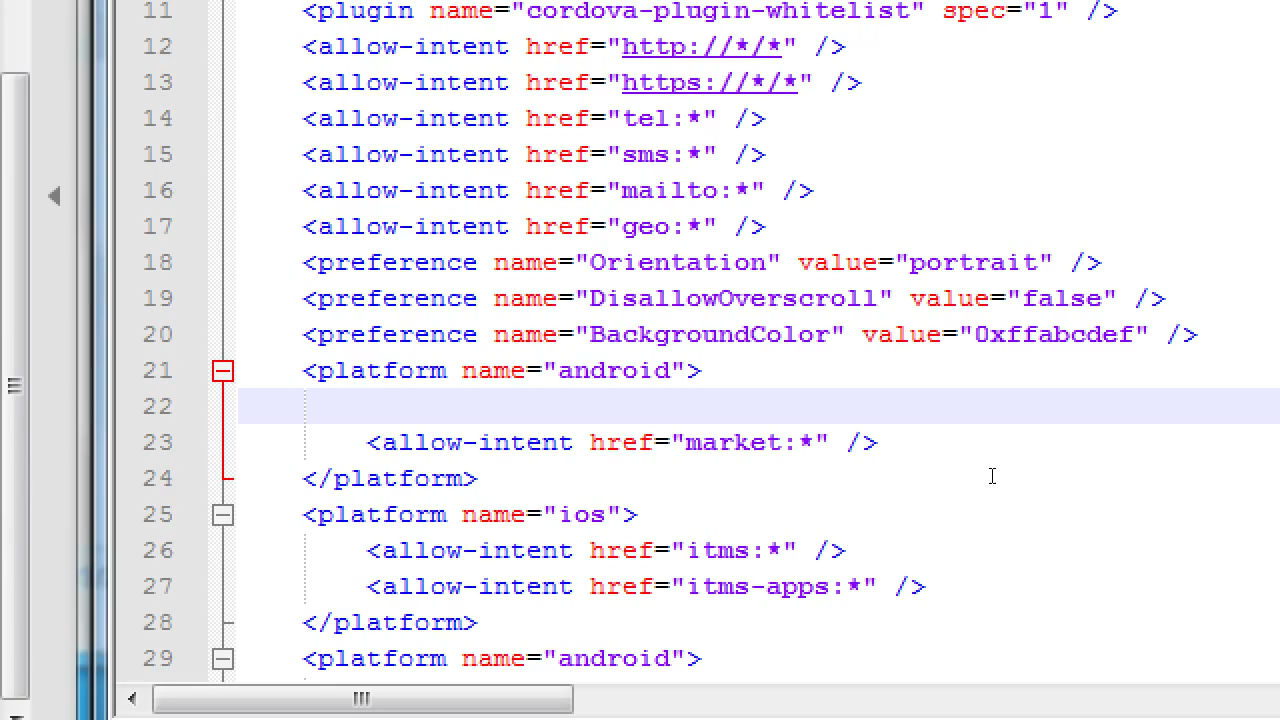 11 <plugin name="cordova-plugin-whitelist" spec="1" />
12 <allow-intent href="http://*/*" />
13 <allow-intent href="https://*/*" />
14 <allow-intent href="tel:*" />
15 <allow-intent href="sms:*" />
16 <allow-intent href="mailto:*" />
17 <allow-intent href="geo:*" />
18 <preference name="Orientation" value="portrait" />
19 <preference name="DisallowOverscroll" value="false" />
20 <preference name="BackgroundColor" value="0xffabcdef" />
21 <platform name="android">
22
23 <allow-intent href="market:*" />
24 </platform>
25 <platform name="ios">
26 <allow-intent href="itms:*" />
27 <allow-intent href="itms-apps:*" />
28 </platform>
29 <platform name="android">